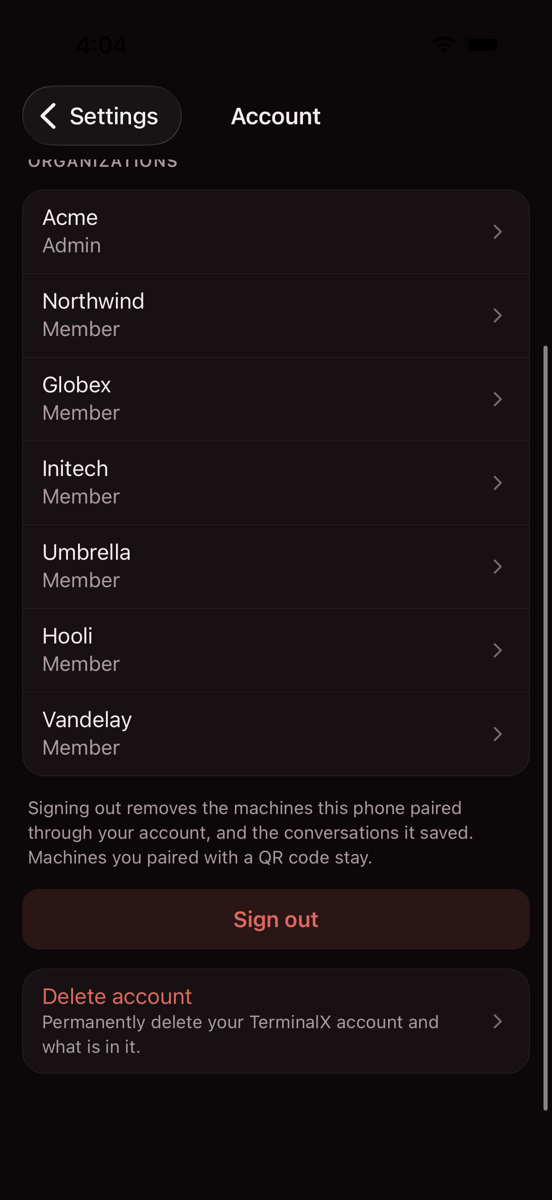 4:04
Settings
Account
ORGANIZATIONS
Acme
Admin
Northwind
Member
Globex
Member
Initech
Member
Umbrella
Member
Hooli
Member
Vandelay
Member
Signing out removes the machines this phone paired
through your account, and the conversations it saved.
Machines you paired with a QR code stay.
Sign out
Delete account
Permanently delete your TerminalX account and
what is in it.